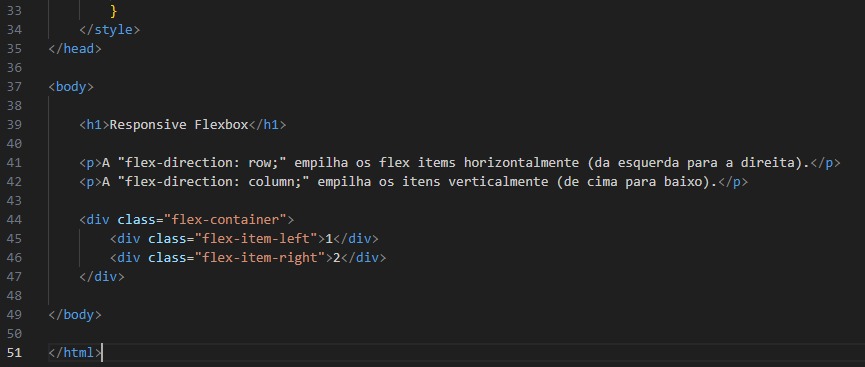 33 }
34 </style>
35 </head>
36
37 <body>
38
39 <h1>Responsive Flexbox</h1>
40
41 <p>A "flex-direction: row;" empilha os flex items horizontalmente (da esquerda para a direita).</p>
42 <p>A "flex-direction: column;" empilha os itens verticalmente (de cima para baixo).</p>
43
44 <div class="flex-container">
45 <div class="flex-item-left">1</div>
46 <div class="flex-item-right">2</div>
47 </div>
48
49 </body>
50
51 </html>